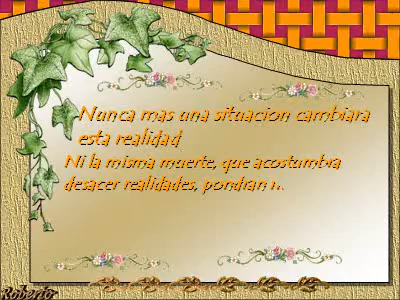 Nunca mas una situacion cambiara
esta realidad
Ni la misma muerte, que acostumbra
desacer realidades, pondran
Roberto